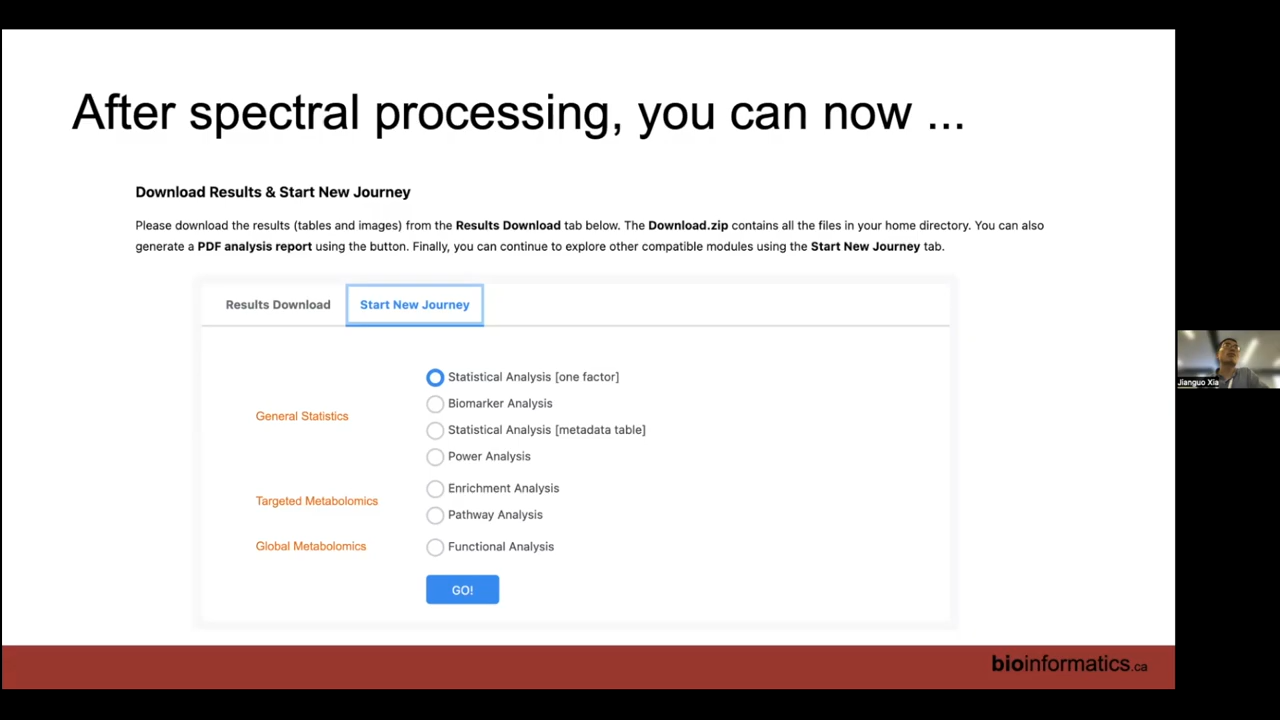 After spectral processing, you can now ...
Download Results & Start New Journey
Please download the results (tables and images) from the Results Download tab below. The Download.zip contains all the files in your home directory. You can also
generate a PDF analysis report using the button. Finally, you can continue to explore other compatible modules using the Start New Journey tab.
Results Download
Start New Journey
General Statistics
Statistical Analysis [one factor]
Biomarker Analysis
Statistical Analysis [metadata table]
Power Analysis
Targeted Metabolomics
Enrichment Analysis
Pathway Analysis
Global Metabolomics
Functional Analysis
GO!
Jianguo Xia
bioinformatics.ca